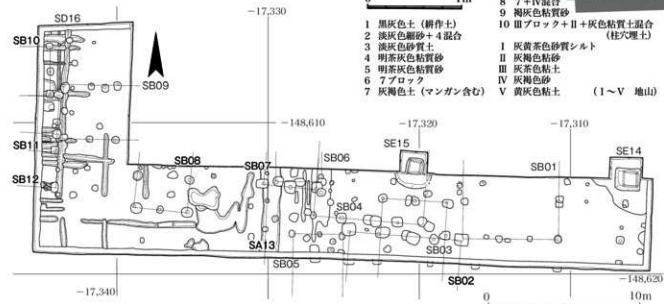 SD16
−17,330
1m
8 7＋Ⅳ混合
9 褐灰色粘質砂
1 黒灰色土（耕作土）
10 Ⅲブロック＋Ⅱ＋灰色粘質土混合
2 淡灰色細砂＋4混合
（柱穴埋土）
3 淡灰色砂質土
4 明茶灰色粘質砂
5 明茶灰色粘質砂
6 7ブロック
7 灰褐色土（マンガン含む）
Ⅰ 灰黄茶色砂質シルト
Ⅱ 灰褐色粘砂
Ⅲ 灰茶色粘土
Ⅳ 灰褐色砂
Ⅴ 黄灰色粘土 （Ⅰ〜Ⅴ 地山）
SB10
SB09
−148,610
−17,320
−17,310
SE15
SE14
SB11
SB08
SB07
SB06
SB01
SB12
SB04
SA13
SB03
SB05
SB02
−148,620
−17,340
0
10m